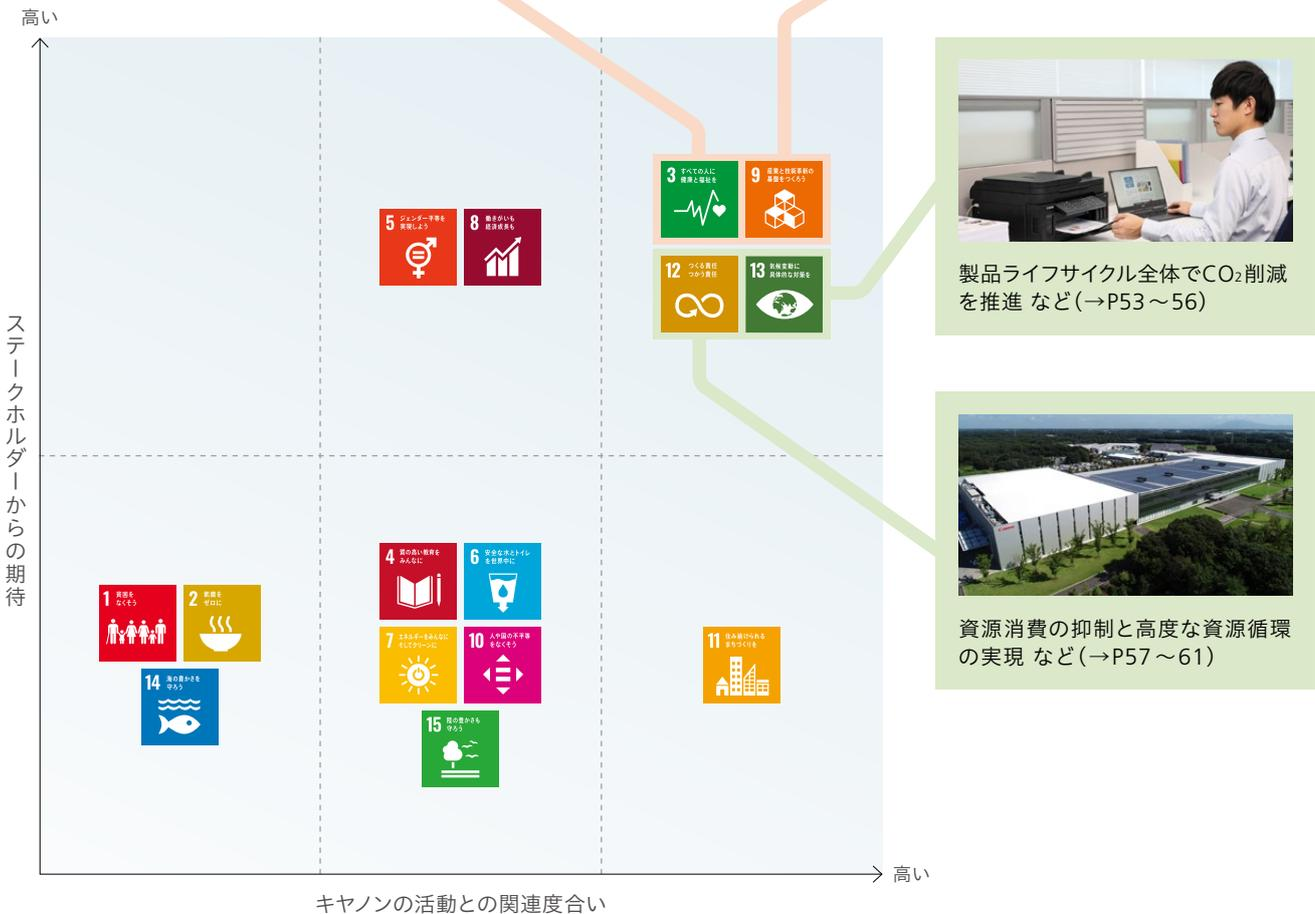 高い
3 すべての人に
健康と福祉を
9 産業と技術革新の
基盤をつくろう
5 ジェンダー平等を
実現しよう
8 働きがいも
経済成長も
12 つくる責任
つかう責任
13 気候変動に
具体的な対策を
製品ライフサイクル全体でCO₂削減
を推進 など（→P53～56）
ステークホルダーからの期待
4 質の高い教育を
みんなに
6 安全な水とトイレ
を世界中に
1 貧困を
なくそう
2 飢餓を
ゼロに
7 エネルギーをみんなに
そしてクリーンに
10 人や国の不平等
をなくそう
11 住み続けられる
まちづくりを
14 海の豊かさを
守ろう
15 陸の豊かさも
守ろう
Canon
資源消費の抑制と高度な資源循環
の実現 など（→P57～61）
高い
キヤノンの活動との関連度合い